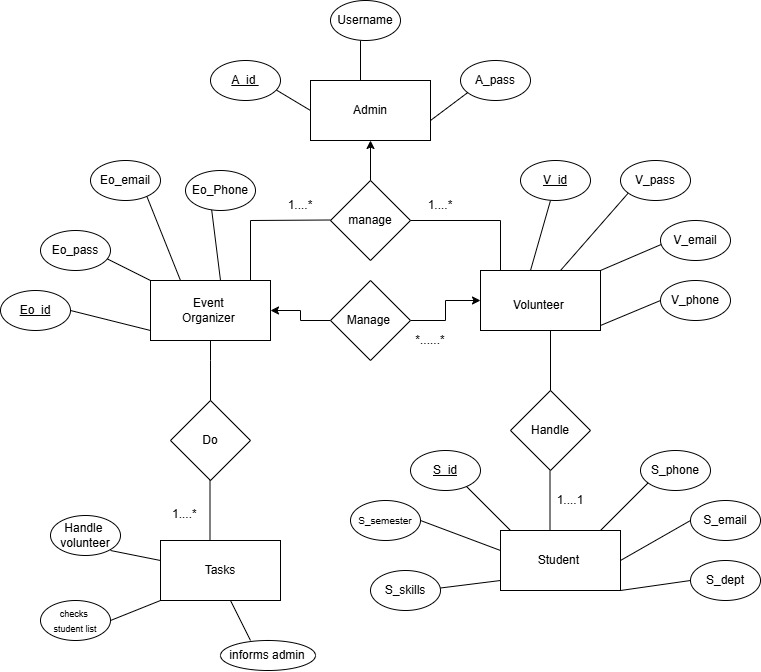 Username
A_id
A_pass
Admin
Eo_email
Eo_Phone
V_id
V_pass
1....*
manage
1....*
Eo_pass
V_email
Eo_id
Event
Organizer
Manage
Volunteer
V_phone
*......*
Do
Handle
S_id
S_phone
1....*
1....1
S_semester
S_email
Handle
volunteer
Tasks
Student
S_skills
S_dept
checks
student list
informs admin